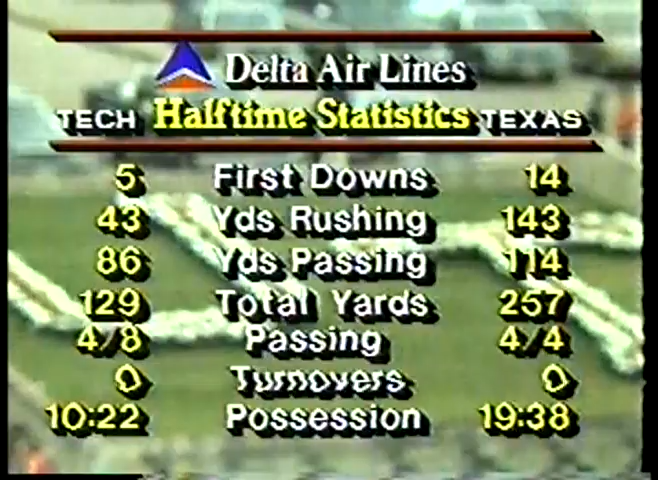 Delta Air Lines
TECH Halftime Statistics TEXAS
5 First Downs 14
43 Yds Rushing 143
86 Yds Passing 114
129 Total Yards 257
4/8 Passing 4/4
0 Turnovers 0
10:22 Possession 19:38